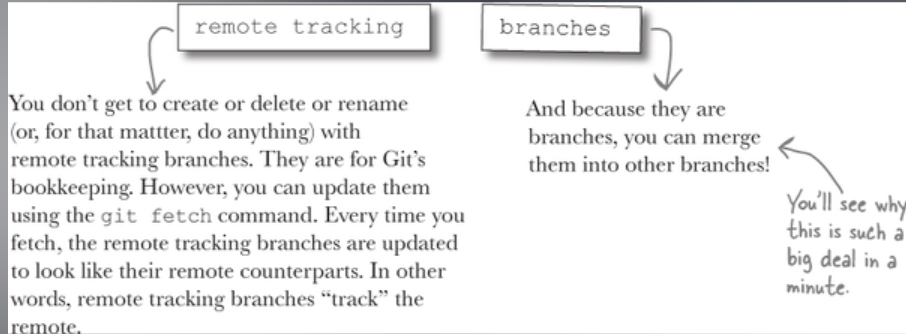 remote tracking
branches
You don't get to create or delete or rename
(or, for that mattter, do anything) with
remote tracking branches. They are for Git's
bookkeeping. However, you can update them
using the git fetch command. Every time you
fetch, the remote tracking branches are updated
to look like their remote counterparts. In other
words, remote tracking branches “track” the
remote.
And because they are
branches, you can merge
them into other branches!
You'll see why
this is such a
big deal in a
minute.